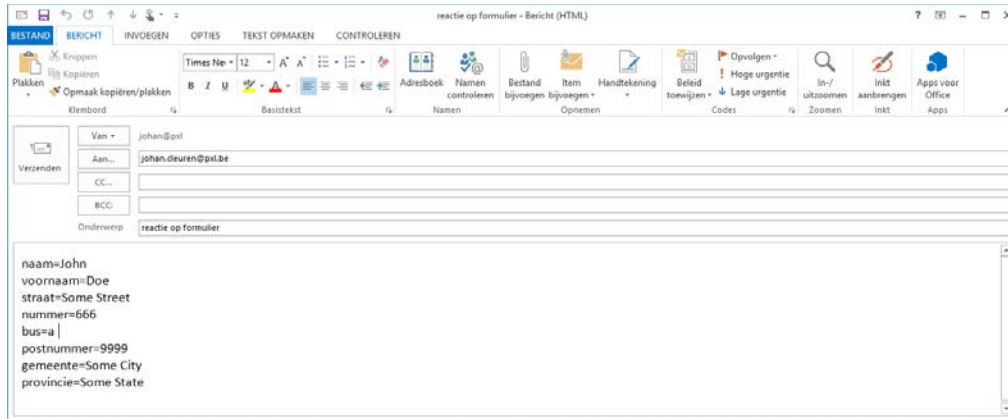 reactie op formulier - Bericht (HTML)
BESTAND BERICHT INVOEGEN OPTIES TEKST OPMAKEN CONTROLEREN
Plakken
Knippen
Kopiëren
Opmaak kopiëren/plakken
Klembord
Times Ne 12
B I U
Basistekst
Adresboek
Namen controleren
Namen
Bestand bijvoegen
Item bijvoegen
Handtekening
Opnemen
Beleid toewijzen
Opvolgen
Hoge urgentie
Lage urgentie
Codes
In-/ uitzoomen
Zoomen
Inkt aanbrengen
Inkt
Apps voor Office
Apps
Verzenden
Van johan@pxl
Aan... johan.cleuren@pxl.be
CC...
BCC:
Onderwerp reactie op formulier
naam=John
voornaam=Doe
straat=Some Street
nummer=666
bus=a
postnummer=9999
gemeente=Some City
provincie=Some State